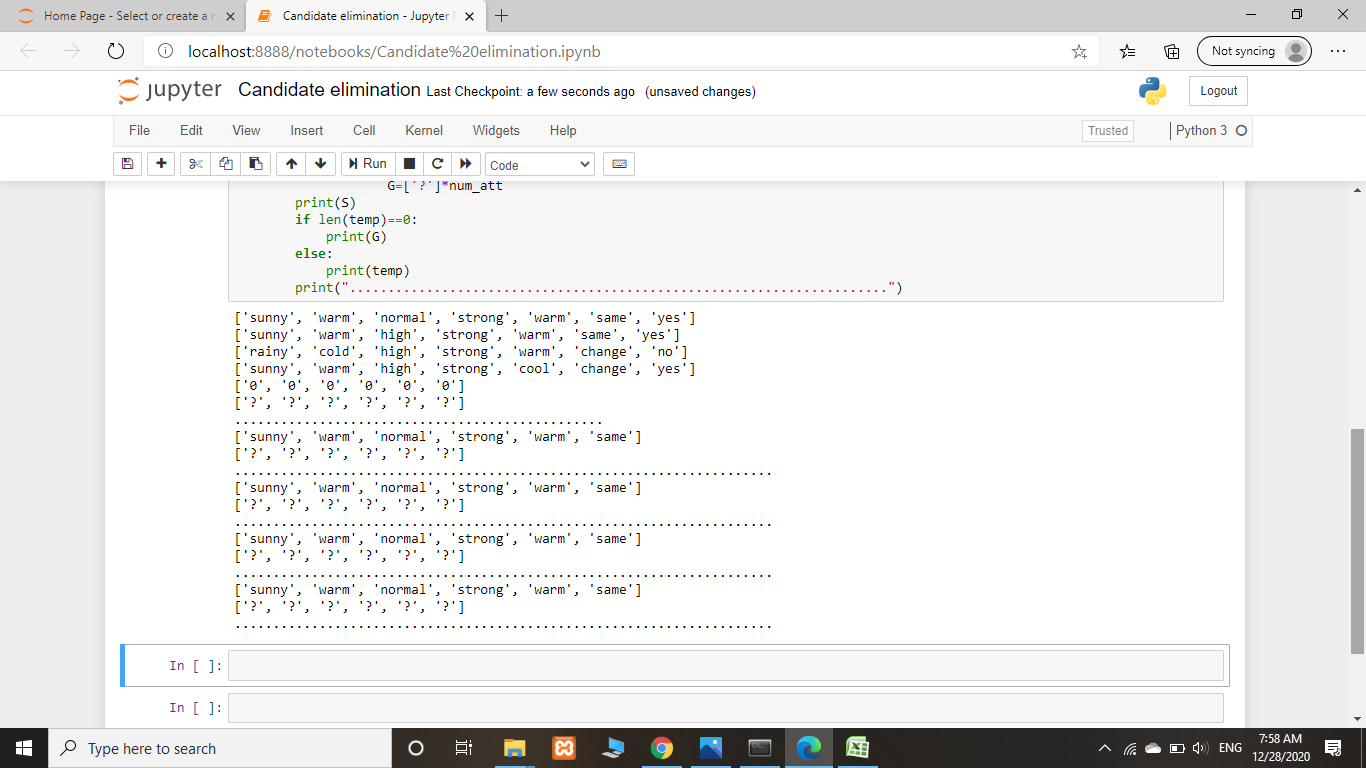 Home Page - Select or create a n
Candidate elimination - Jupyter
localhost:8888/notebooks/Candidate%20elimination.ipynb
Not syncing
jupyter Candidate elimination Last Checkpoint: a few seconds ago (unsaved changes)
Logout
File Edit View Insert Cell Kernel Widgets Help
Trusted
Python 3
Run
Code
G=['?']*num_att
print(S)
if len(temp)==0:
print(G)
else:
print(temp)
print("......................................................................")
['sunny', 'warm', 'normal', 'strong', 'warm', 'same', 'yes']
['sunny', 'warm', 'high', 'strong', 'warm', 'same', 'yes']
['rainy', 'cold', 'high', 'strong', 'warm', 'change', 'no']
['sunny', 'warm', 'high', 'strong', 'cool', 'change', 'yes']
['0', '0', '0', '0', '0', '0']
['?', '?', '?', '?', '?', '?']
................................................
['sunny', 'warm', 'normal', 'strong', 'warm', 'same']
['?', '?', '?', '?', '?', '?']
......................................................................
['sunny', 'warm', 'normal', 'strong', 'warm', 'same']
['?', '?', '?', '?', '?', '?']
......................................................................
['sunny', 'warm', 'normal', 'strong', 'warm', 'same']
['?', '?', '?', '?', '?', '?']
......................................................................
['sunny', 'warm', 'normal', 'strong', 'warm', 'same']
['?', '?', '?', '?', '?', '?']
......................................................................
In [ ]:
In [ ]:
Type here to search
ENG
7:58 AM
12/28/2020